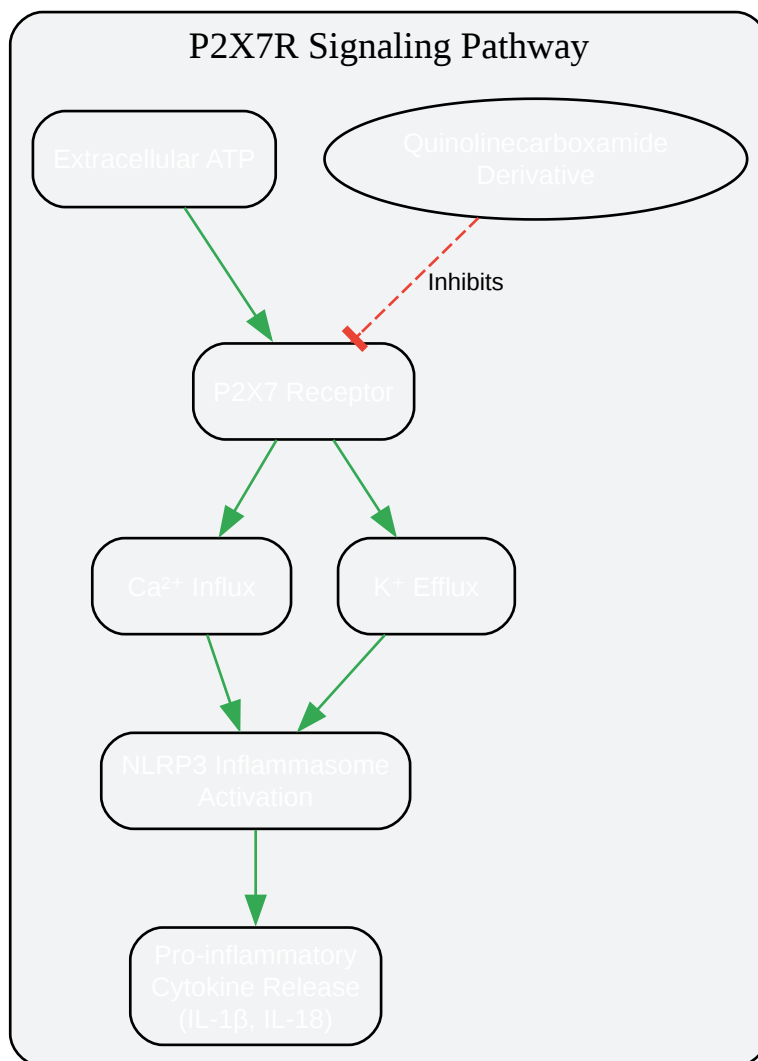 P2X7R Signaling Pathway
Extracellular ATP
Quinolinecarboxamide
Derivative
Inhibits
P2X7 Receptor
Ca²⁺ Influx
K⁺ Efflux
NLRP3 Inflammasome
Activation
Pro-inflammatory
Cytokine Release
(IL-1β, IL-18)